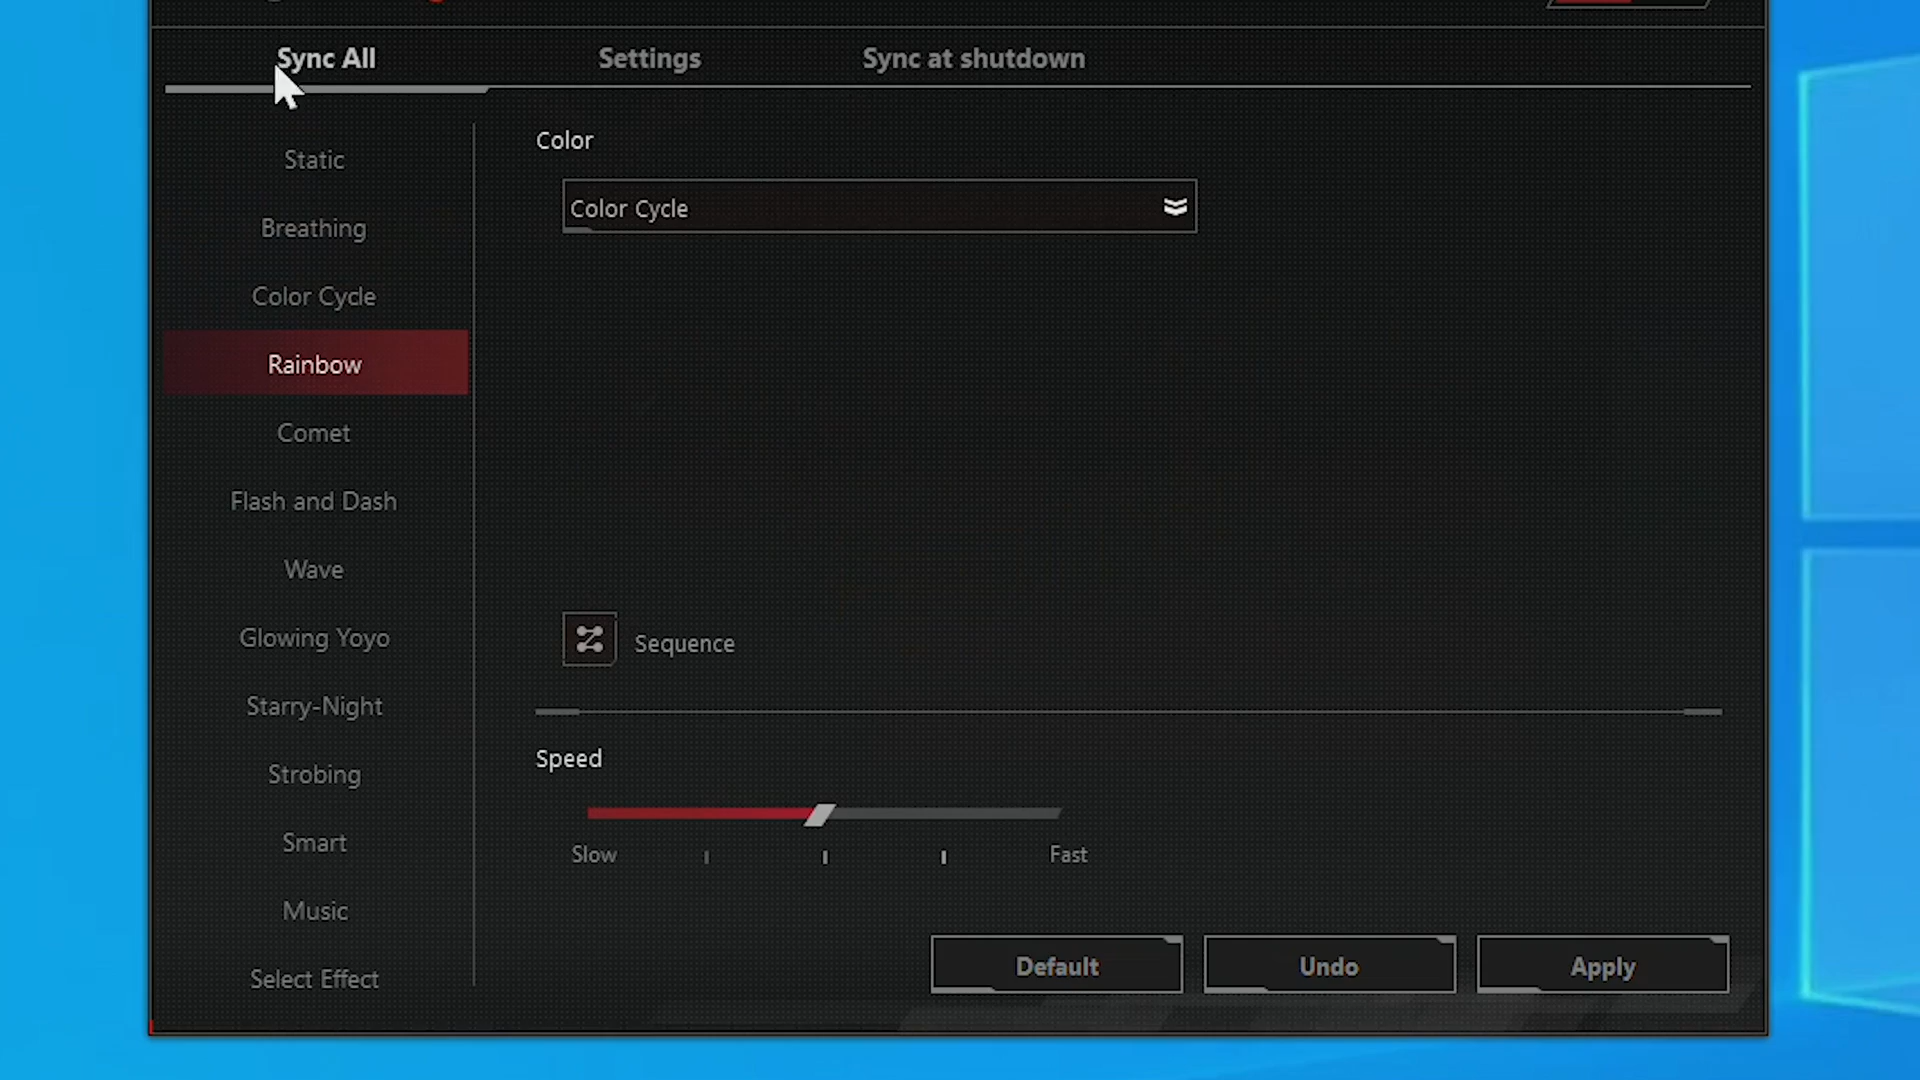 Sync All
Settings
Sync at shutdown
Static
Breathing
Color Cycle
Rainbow
Comet
Flash and Dash
Wave
Glowing Yoyo
Starry-Night
Strobing
Smart
Music
Select Effect
Color
Color Cycle
Sequence
Speed
Slow
Fast
Default
Undo
Apply